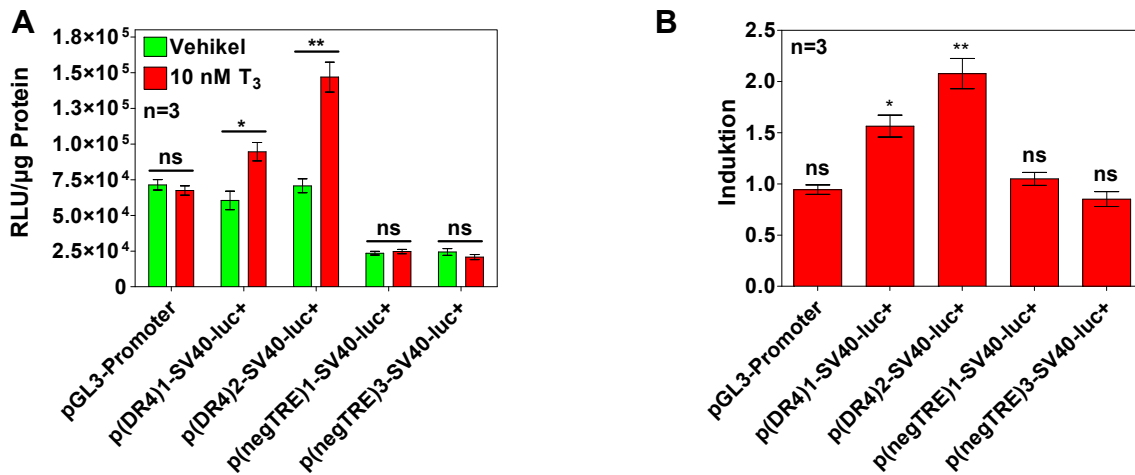 A
RLU/µg Protein
1.8×10⁵
1.5×10⁵
1.3×10⁵
1.0×10⁵
7.5×10⁴
5.0×10⁴
2.5×10⁴
0
Vehikel
10 nM T₃
n=3
ns
*
**
ns
ns
pGL3-Promoter
p(DR4)1-SV40-luc+
p(DR4)2-SV40-luc+
p(negTRE)1-SV40-luc+
p(negTRE)3-SV40-luc+
B
Induktion
2.5
2.0
1.5
1.0
0.5
0.0
n=3
ns
*
**
ns
ns
pGL3-Promoter
p(DR4)1-SV40-luc+
p(DR4)2-SV40-luc+
p(negTRE)1-SV40-luc+
p(negTRE)3-SV40-luc+